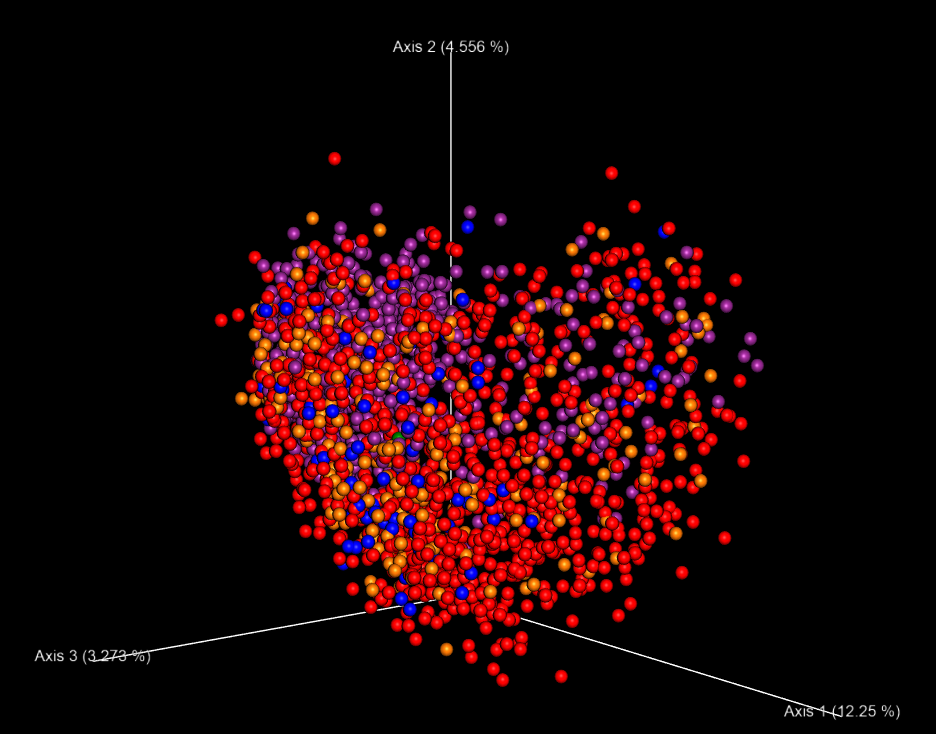 Axis 2 (4.556 %)
Axis 3 (3.273 %)
Axis 1 (12.25 %)